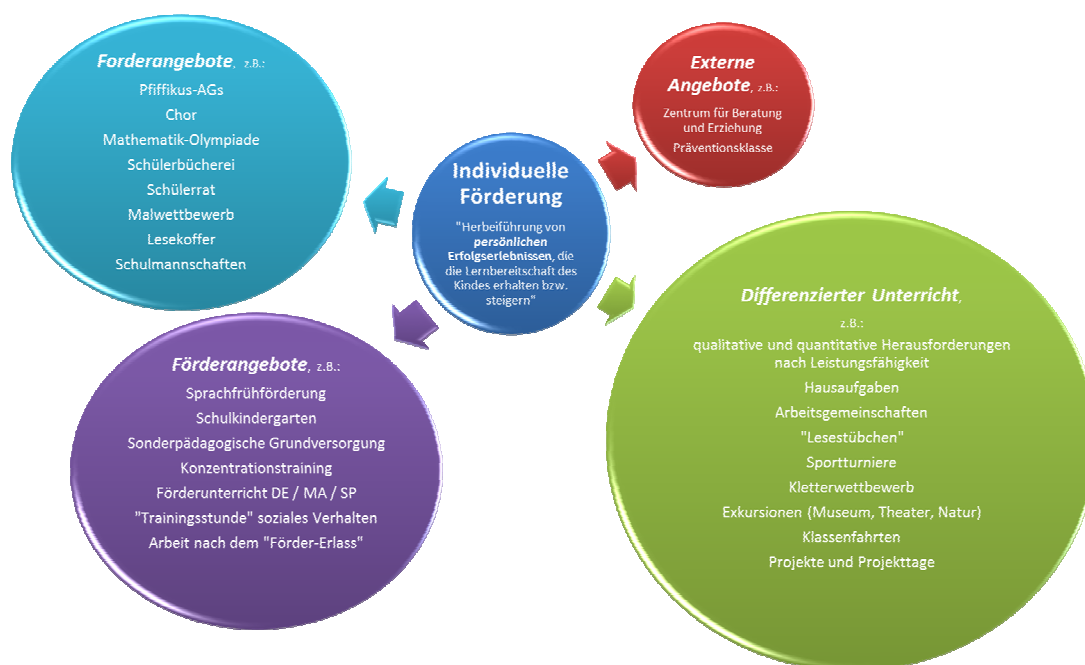 Forderangebote, z.B.:
Pfiffikus-AGs
Chor
Mathematik-Olympiade
Schülerbücherei
Schülerrat
Malwettbewerb
Lesekoffer
Schulmannschaften
Externe
Angebote, z.B.:
Zentrum für Beratung
und Erziehung
Präventionsklasse
Individuelle
Förderung
"Herbeiführung von
persönlichen
Erfolgserlebnissen, die
die Lernbereitschaft des
Kindes erhalten bzw.
steigern"
Förderangebote, z.B.:
Sprachfrühförderung
Schulkindergarten
Sonderpädagogische Grundversorgung
Konzentrationstraining
Förderunterricht DE / MA / SP
"Trainingsstunde" soziales Verhalten
Arbeit nach dem "Förder-Erlass"
Differenzierter Unterricht,
z.B.:
qualitative und quantitative Herausforderungen
nach Leistungsfähigkeit
Hausaufgaben
Arbeitsgemeinschaften
"Lesestübchen"
Sportturniere
Kletterwettbewerb
Exkursionen (Museum, Theater, Natur)
Klassenfahrten
Projekte und Projekttage